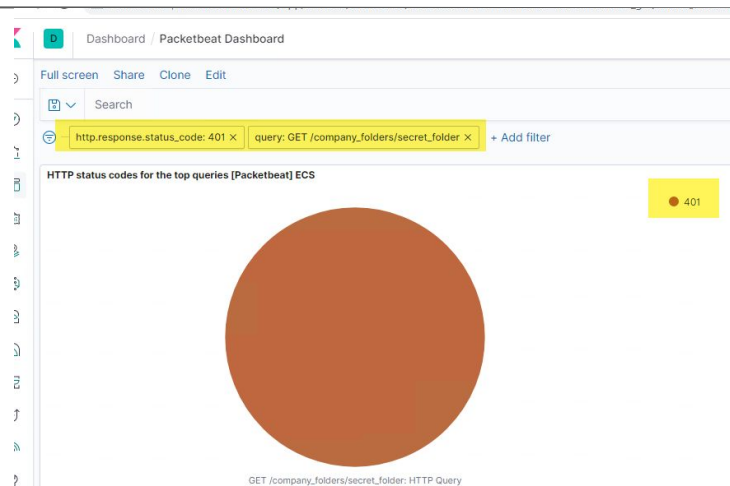 D Dashboard / Packetbeat Dashboard
Full screen Share Clone Edit
Search
http.response.status_code: 401 × query: GET /company_folders/secret_folder × + Add filter
HTTP status codes for the top queries [Packetbeat] ECS
401
GET /company_folders/secret_folder: HTTP Query